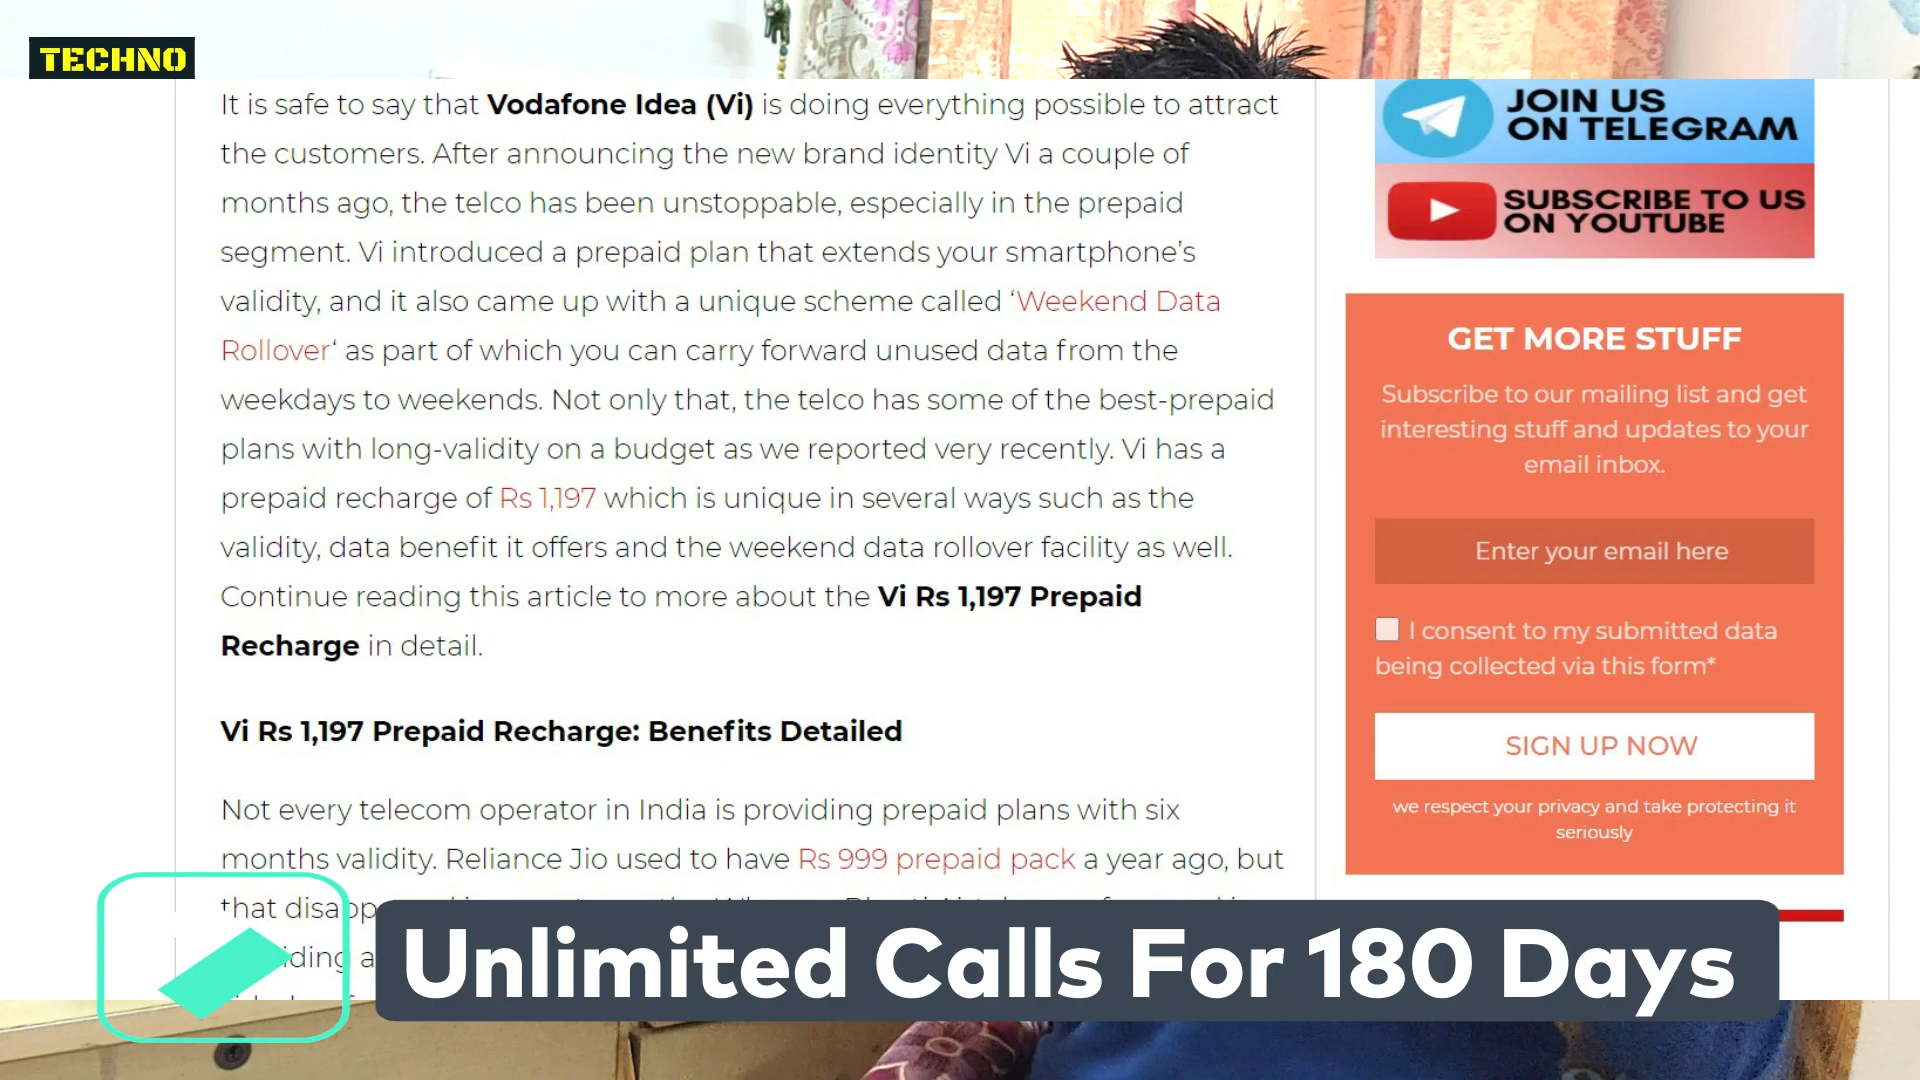 TECHNO
It is safe to say that Vodafone Idea (Vi) is doing everything possible to attract
the customers. After announcing the new brand identity Vi a couple of
months ago, the telco has been unstoppable, especially in the prepaid
segment. Vi introduced a prepaid plan that extends your smartphone’s
validity, and it also came up with a unique scheme called ‘Weekend Data
Rollover‘ as part of which you can carry forward unused data from the
weekdays to weekends. Not only that, the telco has some of the best-prepaid
plans with long-validity on a budget as we reported very recently. Vi has a
prepaid recharge of Rs 1,197 which is unique in several ways such as the
validity, data benefit it offers and the weekend data rollover facility as well.
Continue reading this article to more about the Vi Rs 1,197 Prepaid
Recharge in detail.
Vi Rs 1,197 Prepaid Recharge: Benefits Detailed
Not every telecom operator in India is providing prepaid plans with six
months validity. Reliance Jio used to have Rs 999 prepaid pack a year ago, but
that
Unlimited Calls For 180 Days
JOIN US
ON TELEGRAM
SUBSCRIBE TO US
ON YOUTUBE
GET MORE STUFF
Subscribe to our mailing list and get
interesting stuff and updates to your
email inbox.
Enter your email here
I consent to my submitted data
being collected via this form*
SIGN UP NOW
we respect your privacy and take protecting it
seriously